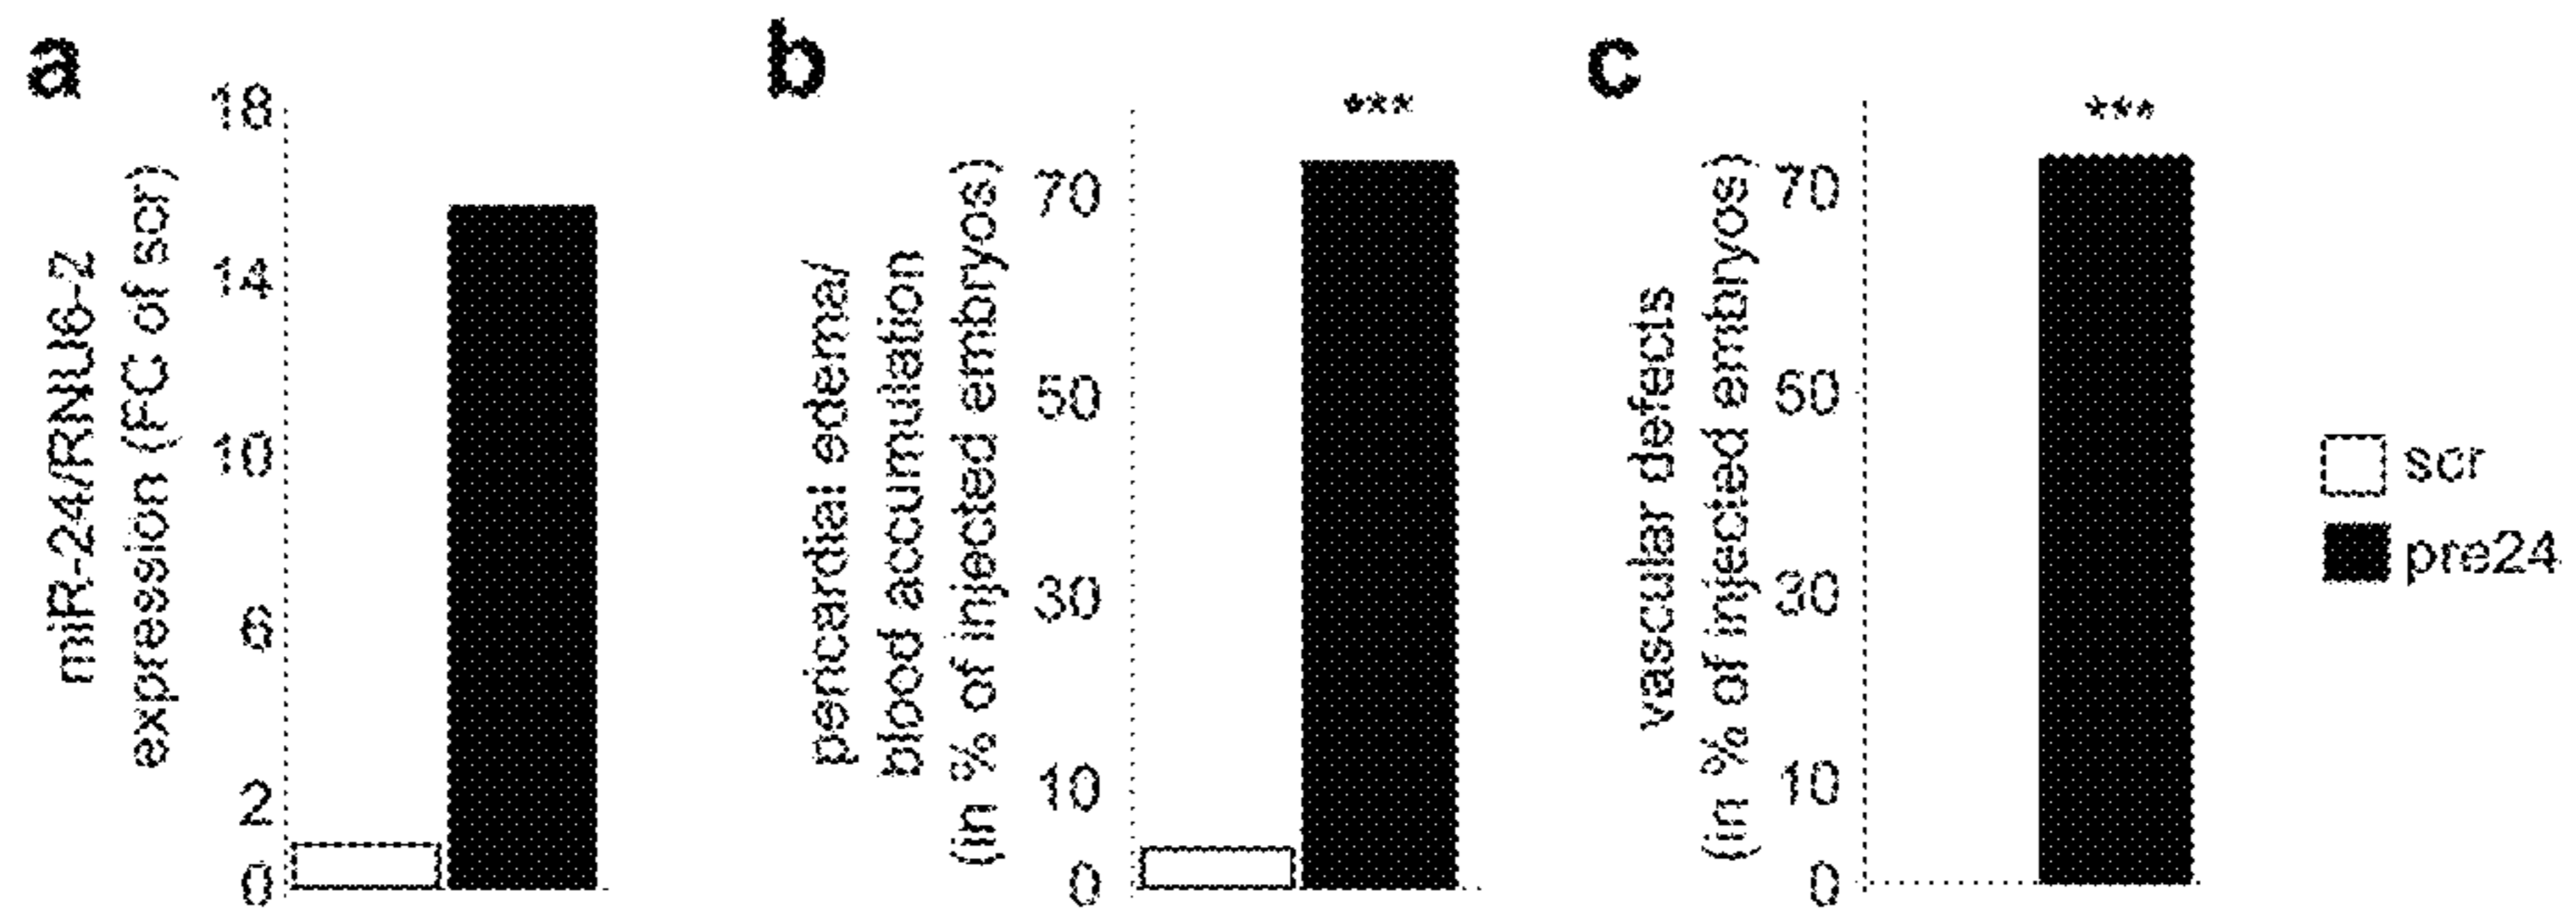 a
miR-24/RNU6-2
expression (FC of scr)
18
14
10
6
2
0
b
pericardial edema/
blood accumulation
(in % of injected embryos)
70
50
30
10
0
***
c
vascular defects
(in % of injected embryos)
70
50
30
10
0
***
scr
pre24